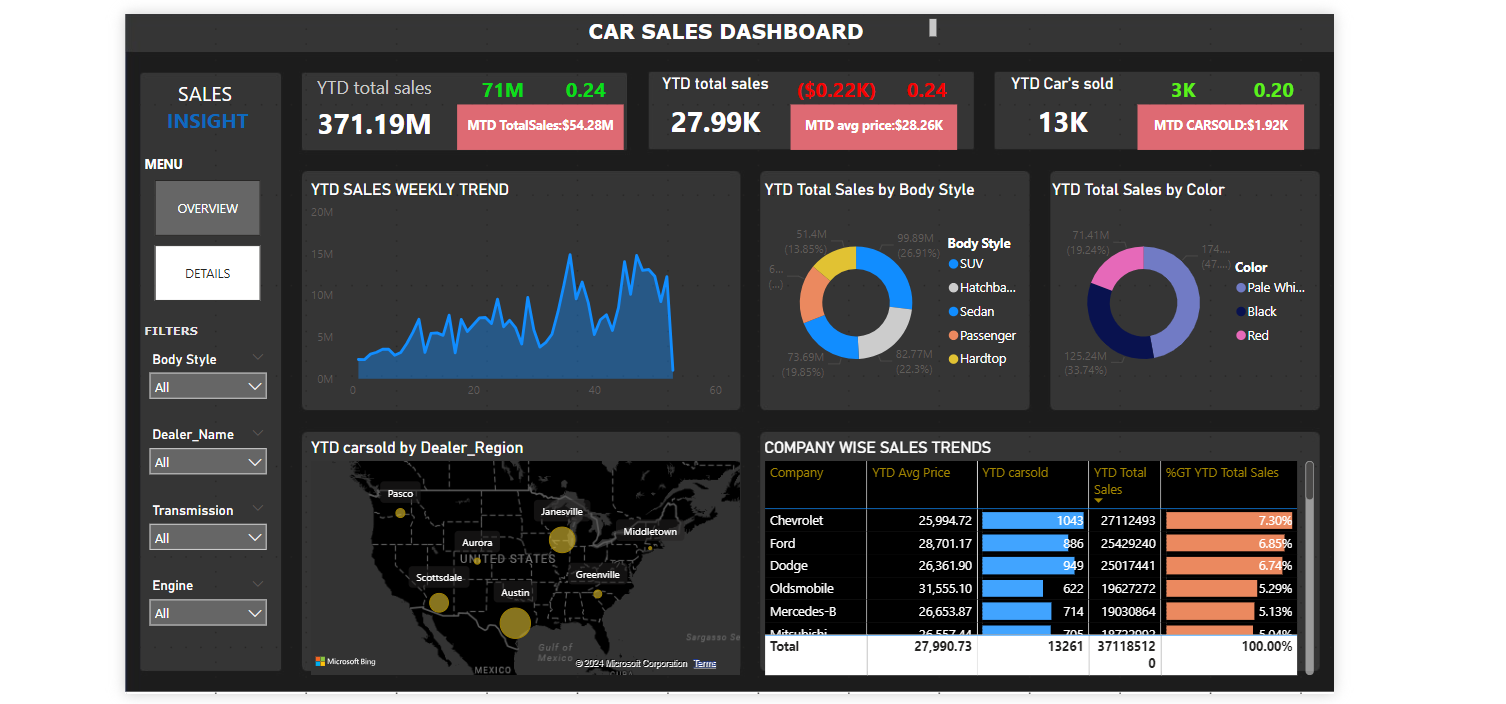 CAR SALES DASHBOARD
SALES
INSIGHT
MENU
OVERVIEW
DETAILS
FILTERS
Body Style
All
Dealer_Name
All
Transmission
All
Engine
All
YTD total sales
71M 0.24
371.19M
MTD TotalSales:$54.28M
YTD total sales
($0.22K) 0.24
27.99K
MTD avg price:$28.26K
YTD Car's sold
3K 0.20
13K
MTD CARSOLD:$1.92K
YTD SALES WEEKLY TREND
20M
15M
10M
5M
0M
0 20 40 60
YTD Total Sales by Body Style
51.4M
(13.85%)
99.89M
(26.91%)
6...
(...)
73.69M
(19.85%)
82.77M
(22.3%)
Body Style
SUV
Hatchba...
Sedan
Passenger
Hardtop
YTD Total Sales by Color
71.41M
(19.24%)
174....
(47....)
125.24M
(33.74%)
Color
Pale Whi...
Black
Red
YTD carsold by Dealer_Region
Pasco
Janesville
Middletown
Aurora
UNITED STATES
Scottsdale
Greenville
Austin
Sargasso Se
Gulf of
Mexico
MEXICO
CUBA
Microsoft Bing
© 2024 Microsoft Corporation Terms
COMPANY WISE SALES TRENDS
Company YTD Avg Price YTD carsold YTD Total Sales %GT YTD Total Sales
Chevrolet 25,994.72 1043 27112493 7.30%
Ford 28,701.17 886 25429240 6.85%
Dodge 26,361.90 949 25017441 6.74%
Oldsmobile 31,555.10 622 19627272 5.29%
Mercedes-B 26,653.87 714 19030864 5.13%
Mitsubishi 26,557.44 705 5.04%
Total 27,990.73 13261 37118512 100.00%
0